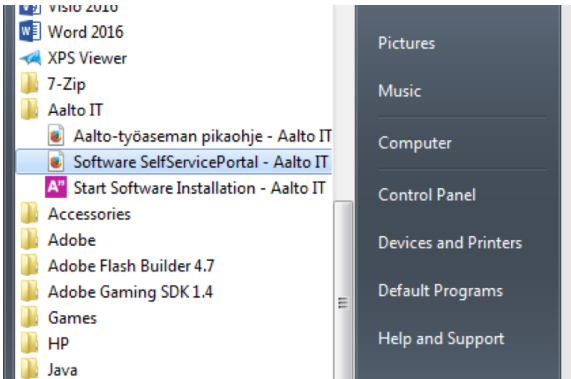 Visio 2016
Word 2016
XPS Viewer
7-Zip
Aalto IT
Aalto-työaseman pikaohje - Aalto IT
Software SelfServicePortal - Aalto IT
A" Start Software Installation - Aalto IT
Accessories
Adobe
Adobe Flash Builder 4.7
Adobe Gaming SDK 1.4
Games
HP
Java
Pictures
Music
Computer
Control Panel
Devices and Printers
Default Programs
Help and Support